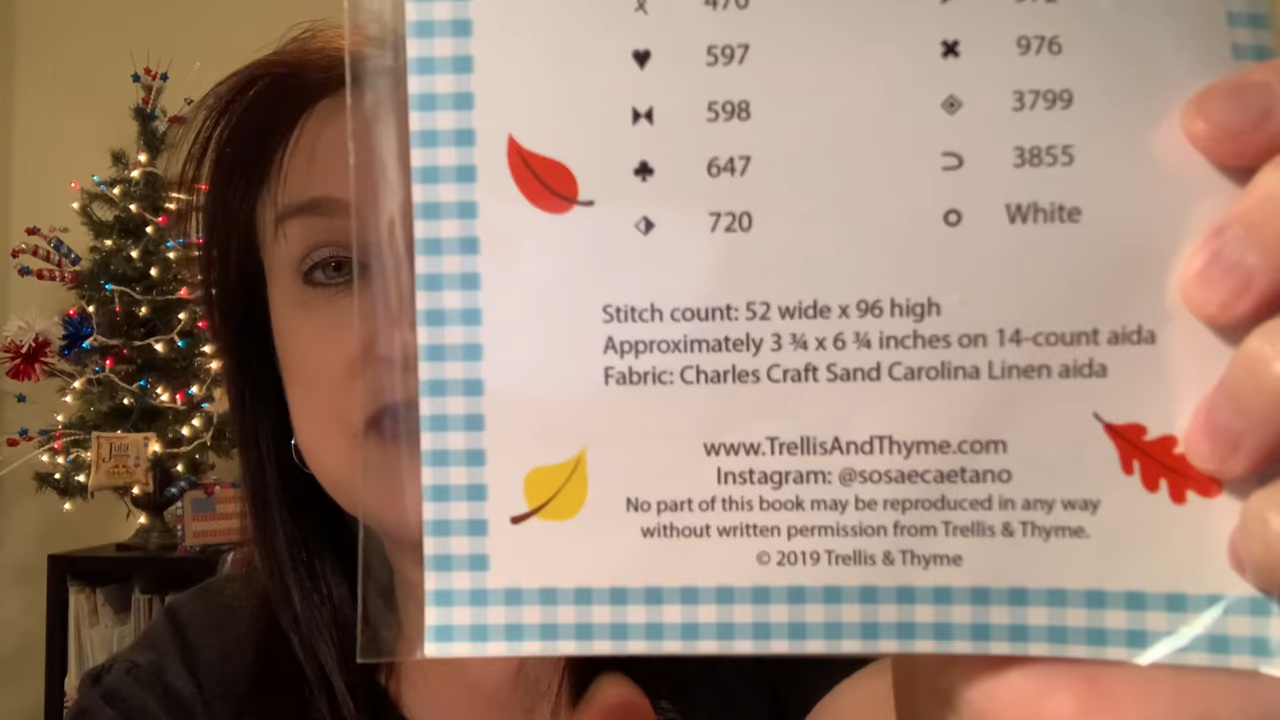 470
♥ 597 ✖ 976
598 3799
♣ 647 3855
720 White
Stitch count: 52 wide x 96 high
Approximately 3 ¾ x 6 ¾ inches on 14-count aida
Fabric: Charles Craft Sand Carolina Linen aida
www.TrellisAndThyme.com
Instagram: @sosaecaetano
No part of this book may be reproduced in any way
without written permission from Trellis & Thyme.
© 2019 Trellis & Thyme
July